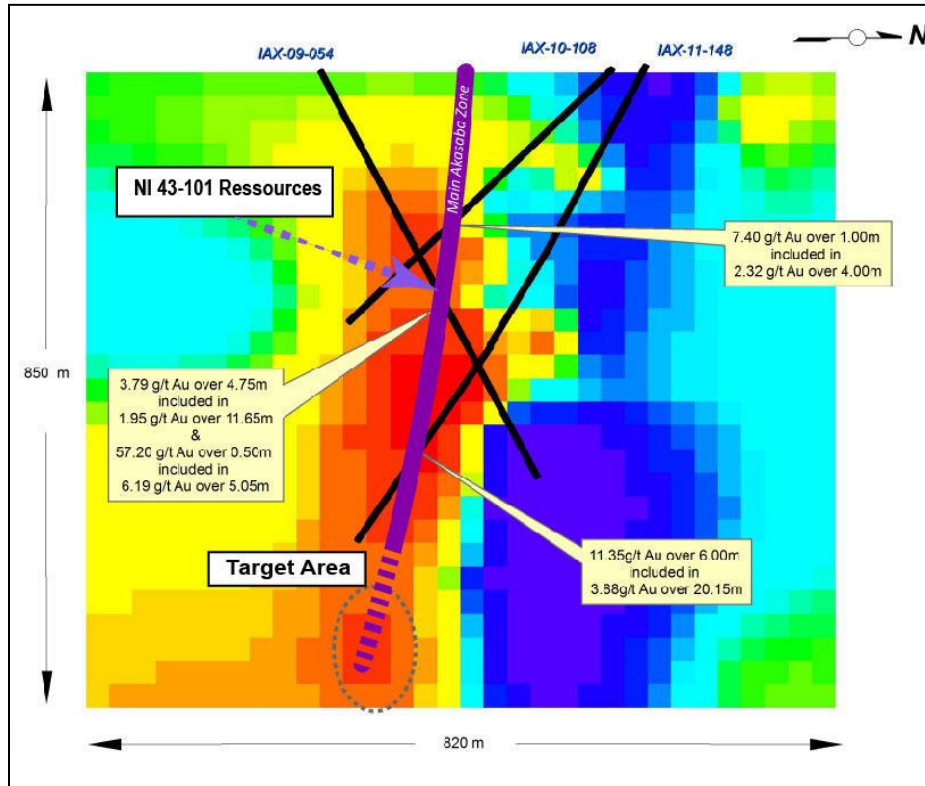 IAX-09-054
IAX-10-108
IAX-11-148
N
Main Akasaba Zone
NI 43-101 Ressources
7.40 g/t Au over 1.00m
included in
2.32 g/t Au over 4.00m
850 m
3.79 g/t Au over 4.75m
included in
1.95 g/t Au over 11.65m
&
57.20 g/t Au over 0.50m
included in
6.19 g/t Au over 5.05m
11.35g/t Au over 6.00m
included in
3.88g/t Au over 20.15m
Target Area
820 m